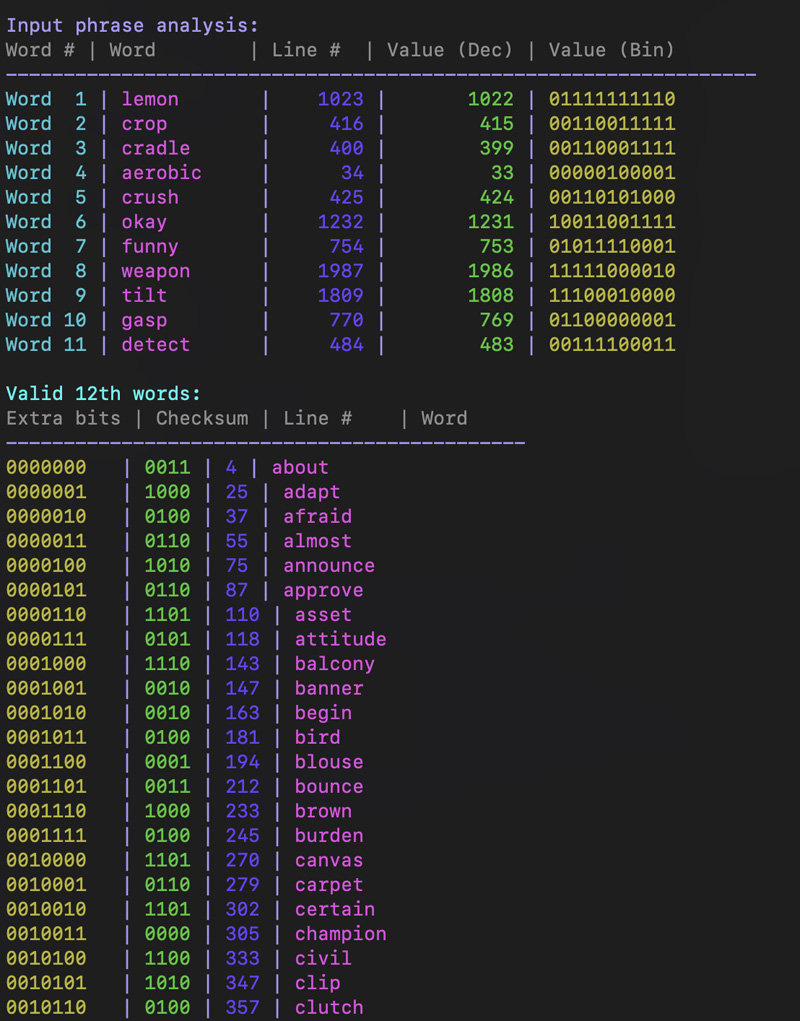 Input phrase analysis:
Word # | Word | Line # | Value (Dec) | Value (Bin)
-----------------------------------------------------------------
Word 1 | lemon | 1023 | 1022 | 01111111110
Word 2 | crop | 416 | 415 | 00110011111
Word 3 | cradle | 400 | 399 | 00110001111
Word 4 | aerobic | 34 | 33 | 00000100001
Word 5 | crush | 425 | 424 | 00110101000
Word 6 | okay | 1232 | 1231 | 10011001111
Word 7 | funny | 754 | 753 | 01011110001
Word 8 | weapon | 1987 | 1986 | 11111000010
Word 9 | tilt | 1809 | 1808 | 11100010000
Word 10 | gasp | 770 | 769 | 01100000001
Word 11 | detect | 484 | 483 | 00111100011
Valid 12th words:
Extra bits | Checksum | Line # | Word
---------------------------------------------
0000000 | 0011 | 4 | about
0000001 | 1000 | 25 | adapt
0000010 | 0100 | 37 | afraid
0000011 | 0110 | 55 | almost
0000100 | 1010 | 75 | announce
0000101 | 0110 | 87 | approve
0000110 | 1101 | 110 | asset
0000111 | 0101 | 118 | attitude
0001000 | 1110 | 143 | balcony
0001001 | 0010 | 147 | banner
0001010 | 0010 | 163 | begin
0001011 | 0100 | 181 | bird
0001100 | 0001 | 194 | blouse
0001101 | 0011 | 212 | bounce
0001110 | 1000 | 233 | brown
0001111 | 0100 | 245 | burden
0010000 | 1101 | 270 | canvas
0010001 | 0110 | 279 | carpet
0010010 | 1101 | 302 | certain
0010011 | 0000 | 305 | champion
0010100 | 1100 | 333 | civil
0010101 | 1010 | 347 | clip
0010110 | 0100 | 357 | clutch